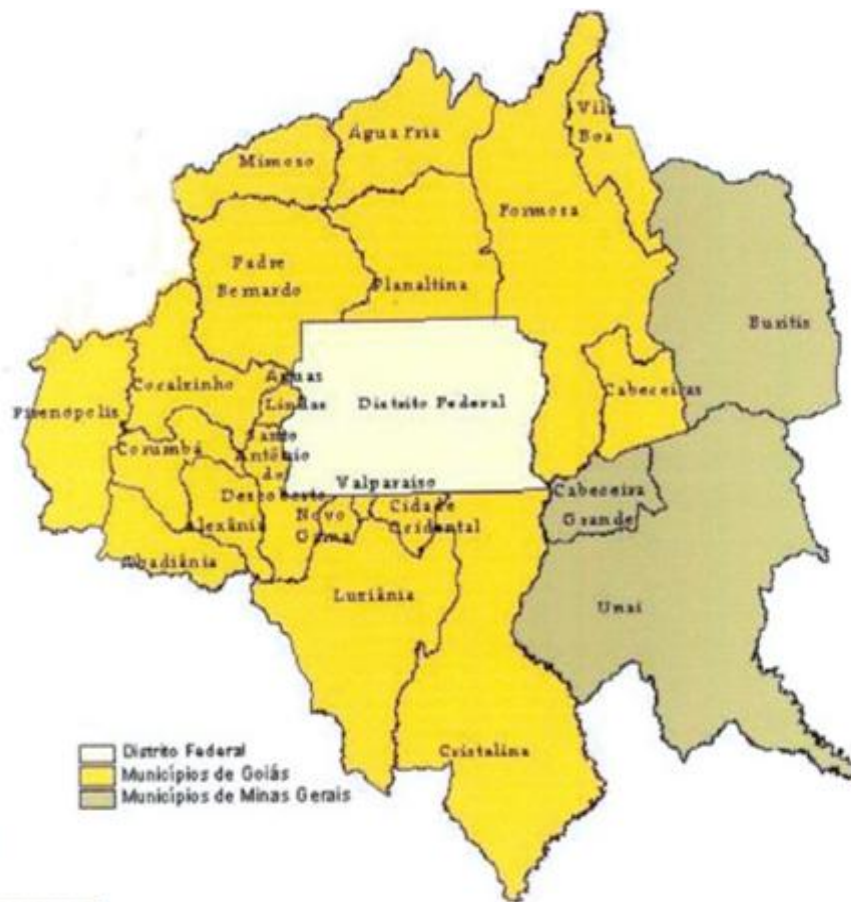 Vila
Boa
Água Fria
Mimoso
Formosa
Padre
Bernardo
Planaltina
Buritis
Águas
Lindas
Cocalzinho
Cabeceiras
Distrito Federal
Pirenópolis
Santo
Antônio
do
Descoberto
Corumbá
Valparaíso
Cabeceira
Grande
Cidade
Ocidental
Novo
Gama
Alexânia
Abadiânia
Luziânia
Unaí
Cristalina
Distrito Federal
Municípios de Goiás
Municípios de Minas Gerais